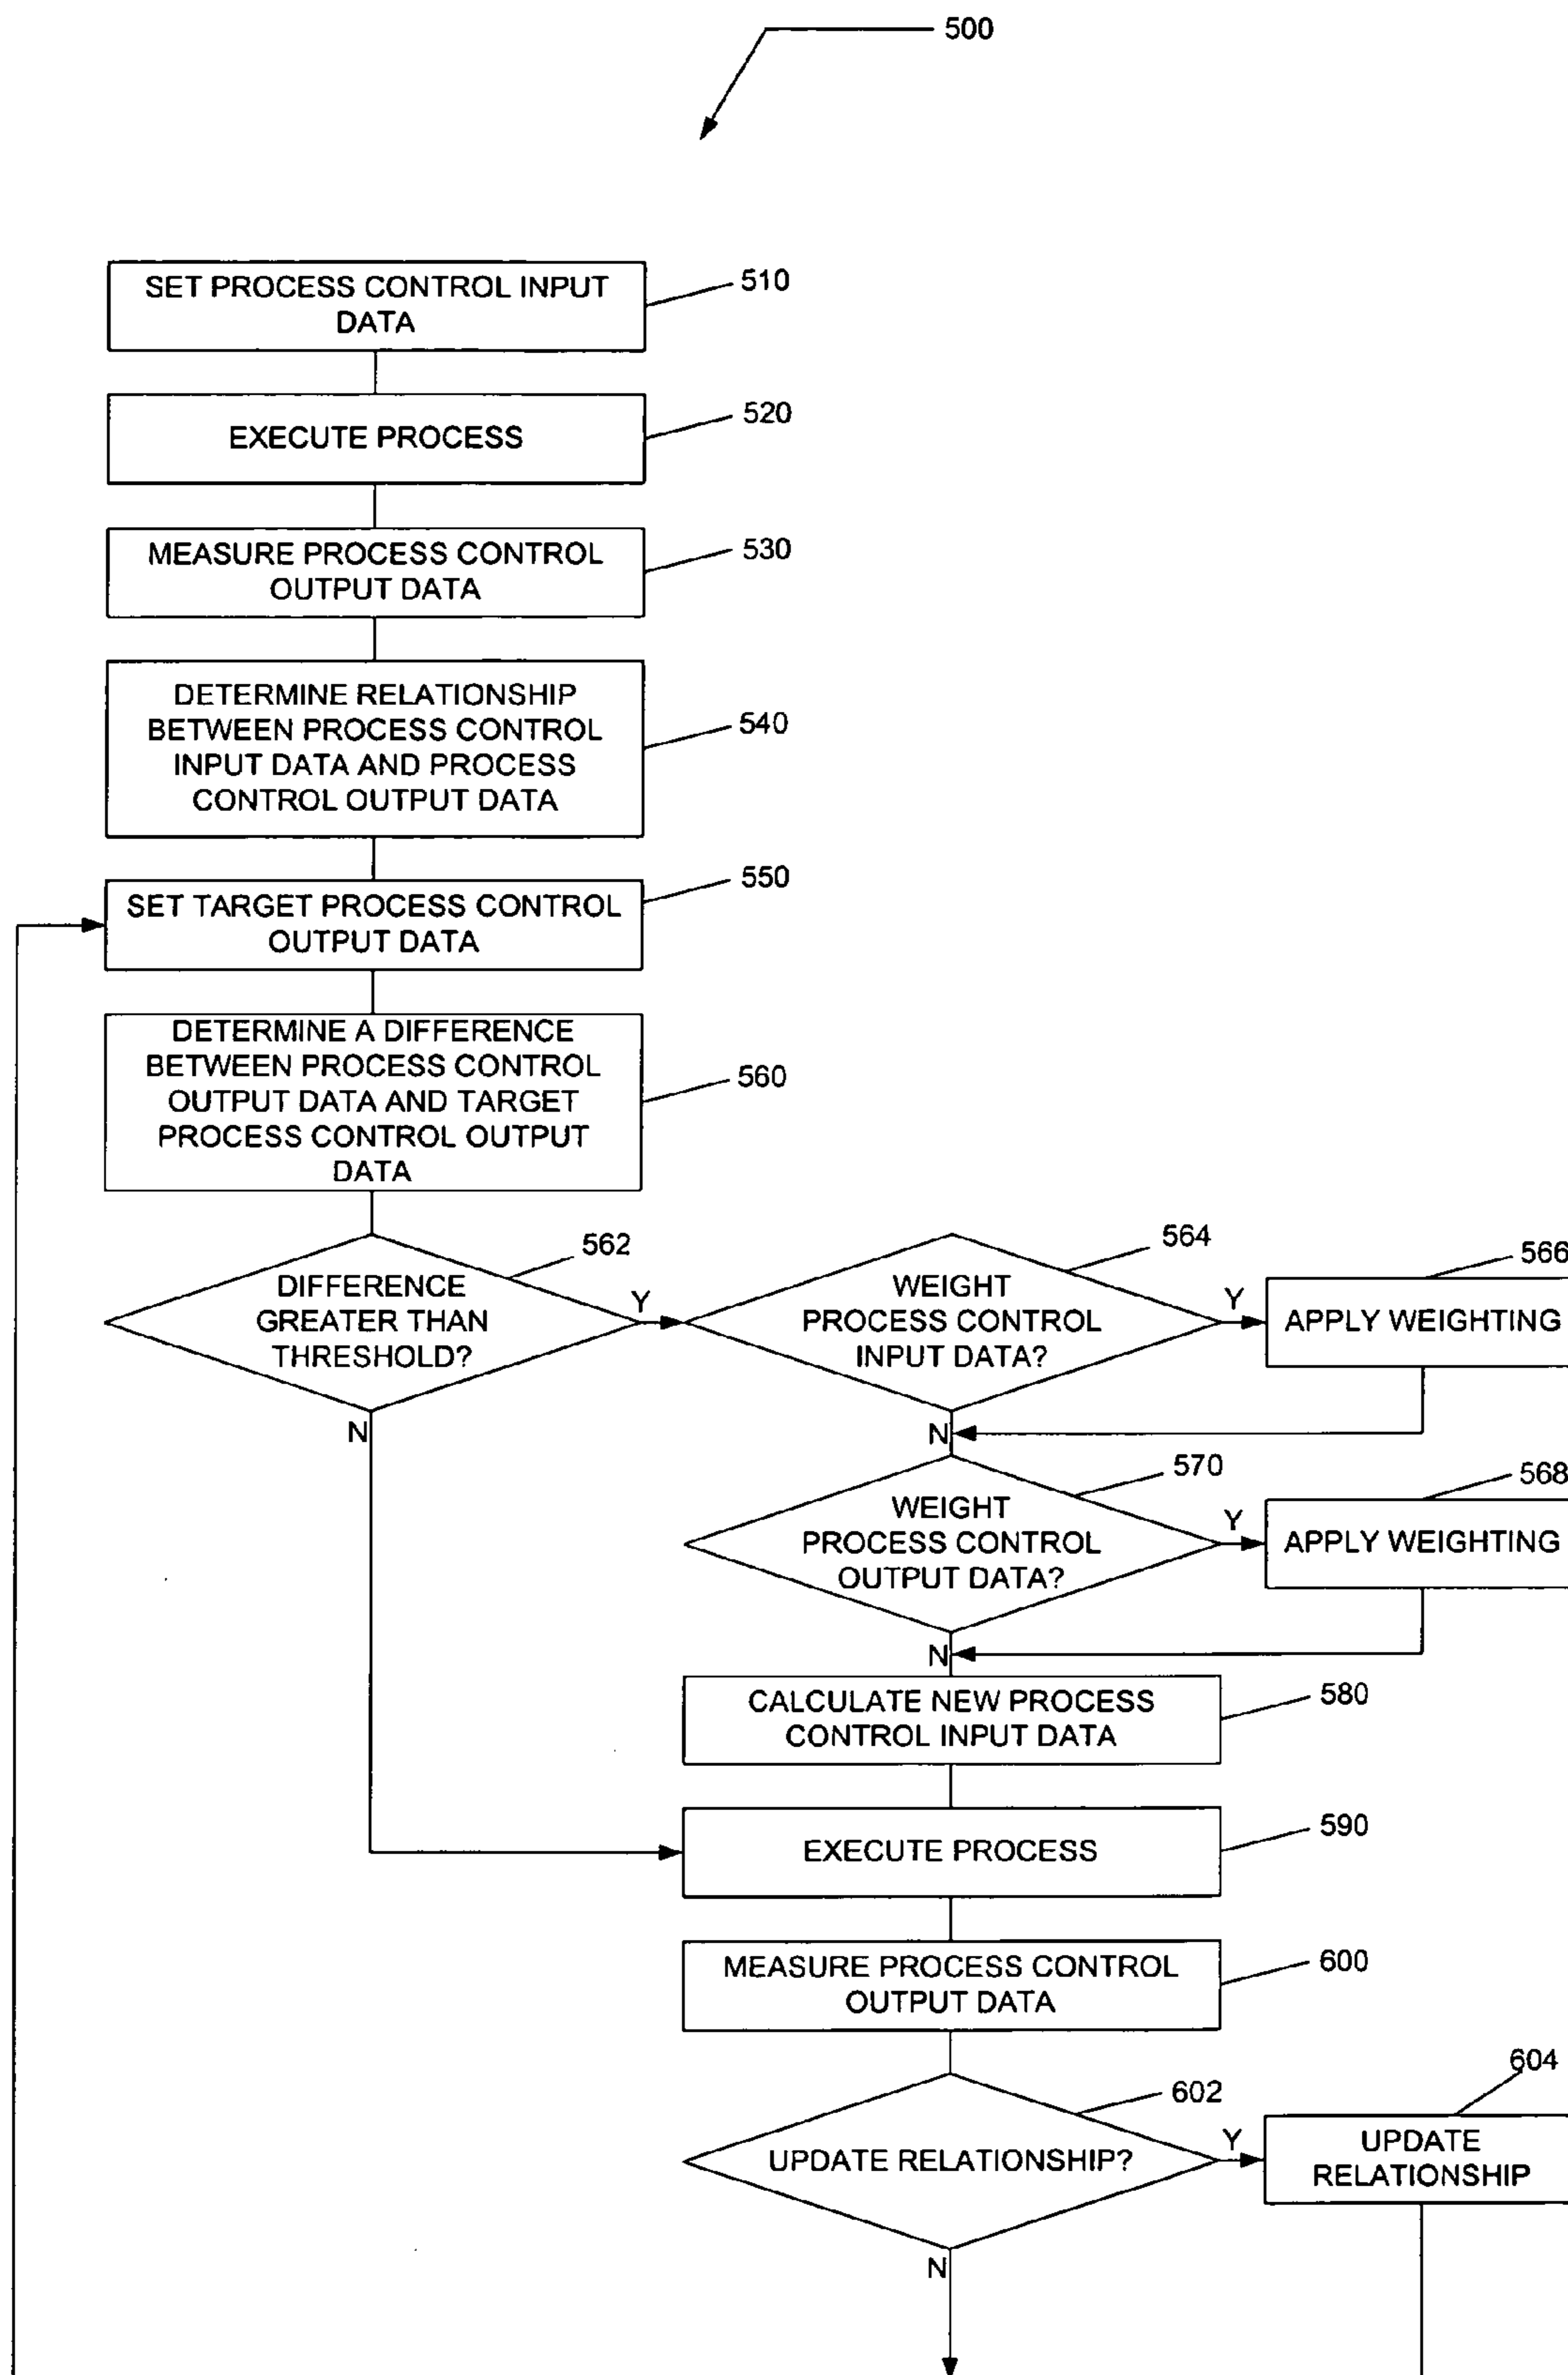 500
SET PROCESS CONTROL INPUT
DATA
510
EXECUTE PROCESS
520
MEASURE PROCESS CONTROL
OUTPUT DATA
530
DETERMINE RELATIONSHIP
BETWEEN PROCESS CONTROL
INPUT DATA AND PROCESS
CONTROL OUTPUT DATA
540
SET TARGET PROCESS CONTROL
OUTPUT DATA
550
DETERMINE A DIFFERENCE
BETWEEN PROCESS CONTROL
OUTPUT DATA AND TARGET
PROCESS CONTROL OUTPUT
DATA
560
DIFFERENCE
GREATER THAN
THRESHOLD?
562
Y
N
WEIGHT
PROCESS CONTROL
INPUT DATA?
564
Y
N
APPLY WEIGHTING
566
WEIGHT
PROCESS CONTROL
OUTPUT DATA?
570
Y
N
APPLY WEIGHTING
568
CALCULATE NEW PROCESS
CONTROL INPUT DATA
580
EXECUTE PROCESS
590
MEASURE PROCESS CONTROL
OUTPUT DATA
600
UPDATE RELATIONSHIP?
602
Y
N
UPDATE
RELATIONSHIP
604